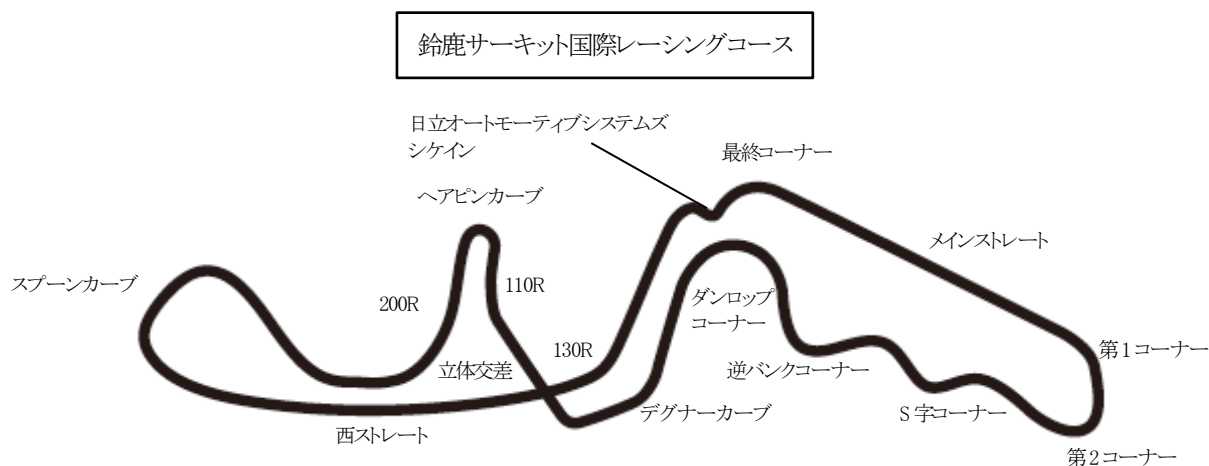 鈴鹿サーキット国際レーシングコース
日立オートモーティブシステムズ
シケイン
最終コーナー
ヘアピンカーブ
メインストレート
スプーンカーブ
200R
110R
ダンロップ
コーナー
130R
第1コーナー
立体交差
逆バンクコーナー
デグナーカーブ
S字コーナー
西ストレート
第2コーナー